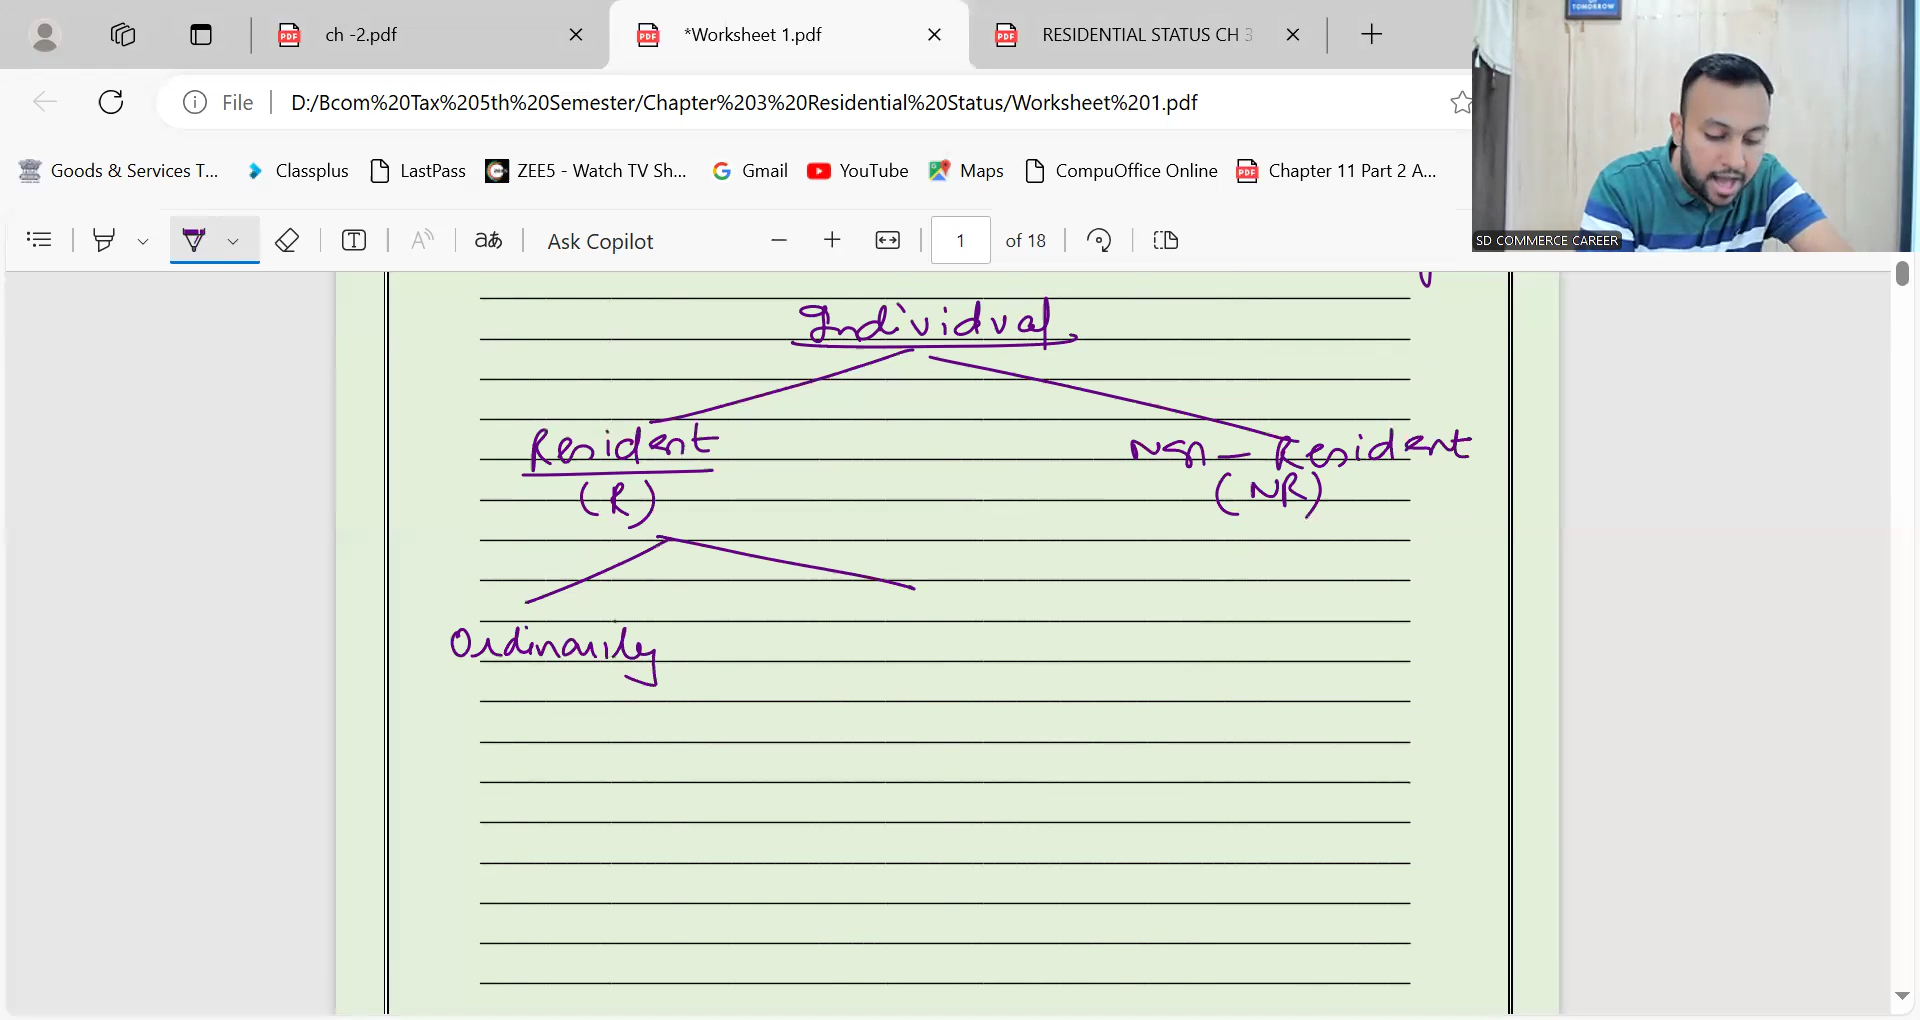 TOMORROW
ch -2.pdf
*Worksheet 1.pdf
RESIDENTIAL STATUS CH 3
File
D:/Bcom%20Tax%205th%20Semester/Chapter%203%20Residential%20Status/Worksheet%201.pdf
Goods & Services T...
Classplus
LastPass
ZEE5 - Watch TV Sh...
Gmail
YouTube
Maps
CompuOffice Online
Chapter 11 Part 2 A...
Ask Copilot
1
of 18
SD COMMERCE CAREER
Individual
Resident
Non - Resident
(R)
(NR)
Ordinarily